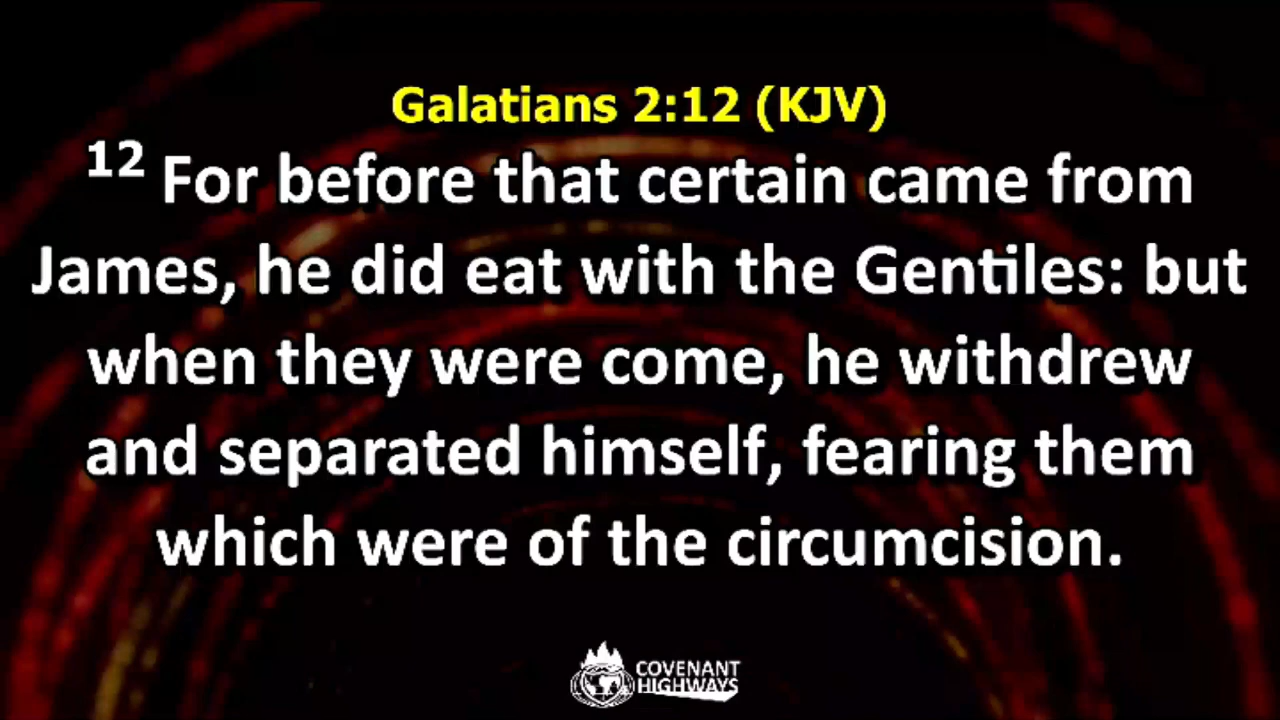 Galatians 2:12 (KJV)
12 For before that certain came from
James, he did eat with the Gentiles: but
when they were come, he withdrew
and separated himself, fearing them
which were of the circumcision.
COVENANT
HIGHWAYS